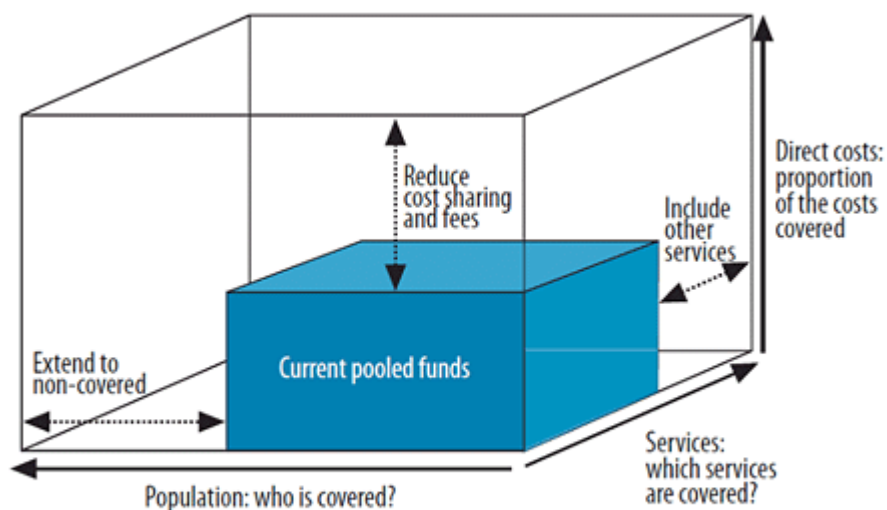 Direct costs:
proportion
of the costs
covered
Reduce
cost sharing
and fees
Include
other
services
Extend to
non-covered
Current pooled funds
Services:
which services
are covered?
Population: who is covered?